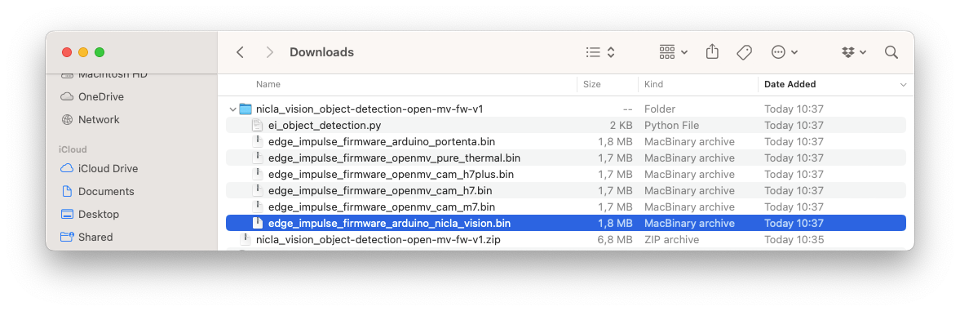 Downloads
Macintosh HD
OneDrive
Network
iCloud
iCloud Drive
Documents
Desktop
Shared
Name Size Kind Date Added
nicla_vision_object-detection-open-mv-fw-v1 -- Folder Today 10:37
ei_object_detection.py 2 KB Python File Today 10:37
edge_impulse_firmware_arduino_portenta.bin 1,8 MB MacBinary archive Today 10:37
edge_impulse_firmware_openmv_pure_thermal.bin 1,7 MB MacBinary archive Today 10:37
edge_impulse_firmware_openmv_cam_h7plus.bin 1,7 MB MacBinary archive Today 10:37
edge_impulse_firmware_openmv_cam_h7.bin 1,7 MB MacBinary archive Today 10:37
edge_impulse_firmware_openmv_cam_m7.bin 1,7 MB MacBinary archive Today 10:37
edge_impulse_firmware_arduino_nicla_vision.bin 1,8 MB MacBinary archive Today 10:37
nicla_vision_object-detection-open-mv-fw-v1.zip 6,8 MB ZIP archive Today 10:35